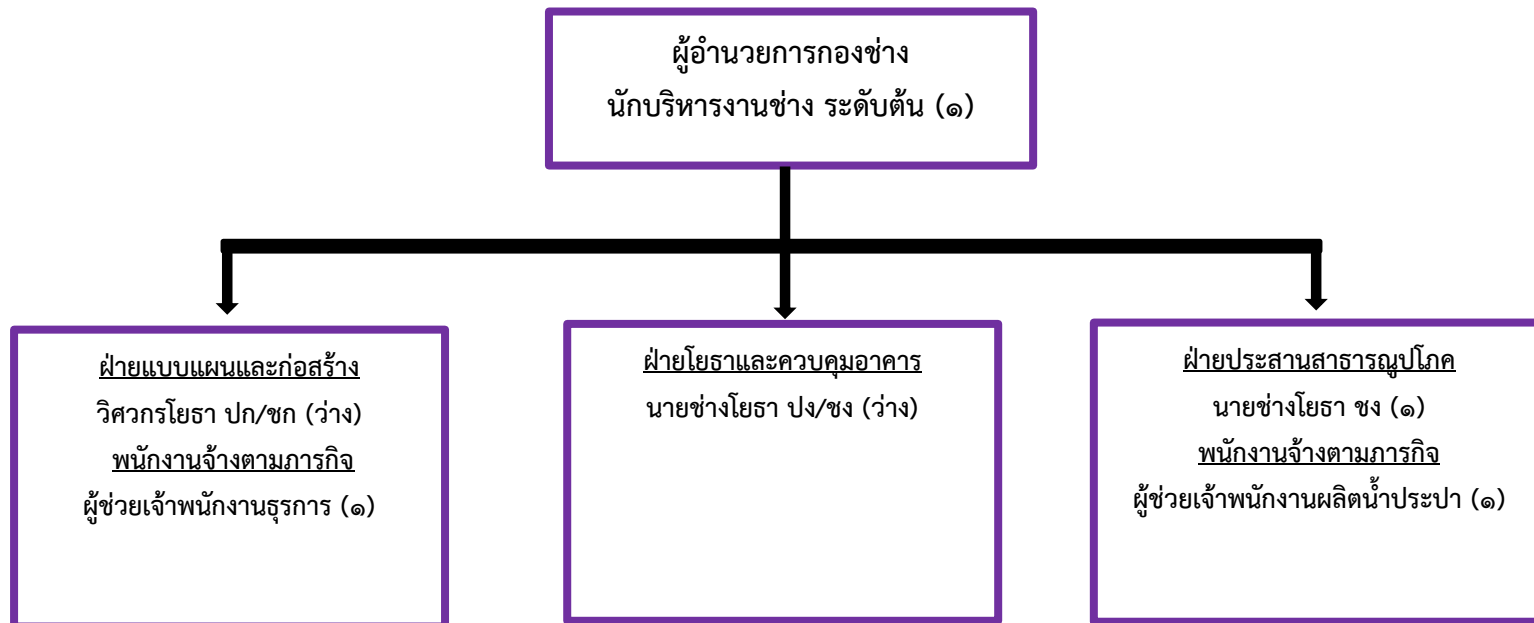 ผู้อำนวยการกองช่าง
นักบริหารงานช่าง ระดับต้น (๑)
ฝ่ายแบบแผนและก่อสร้าง
วิศวกรโยธา ปก/ชก (ว่าง)
พนักงานจ้างตามภารกิจ
ผู้ช่วยเจ้าพนักงานธุรการ (๑)
ฝ่ายโยธาและควบคุมอาคาร
นายช่างโยธา ปง/ชง (ว่าง)
ฝ่ายประสานสาธารณูปโภค
นายช่างโยธา ชง (๑)
พนักงานจ้างตามภารกิจ
ผู้ช่วยเจ้าพนักงานผลิตน้ำประปา (๑)